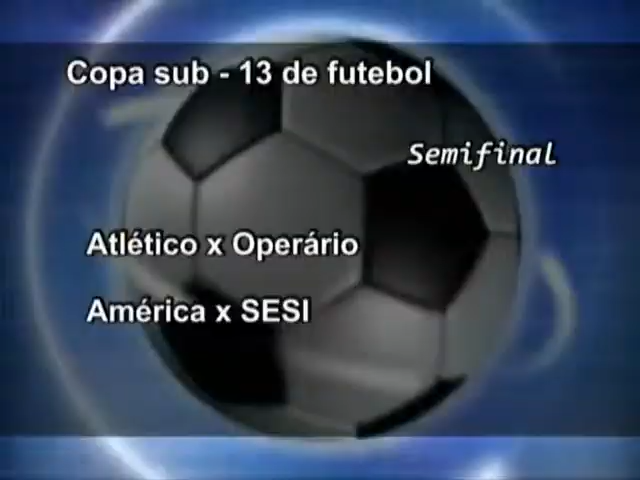 Copa sub - 13 de futebol
Semifinal
Atlético x Operário
América x SESI